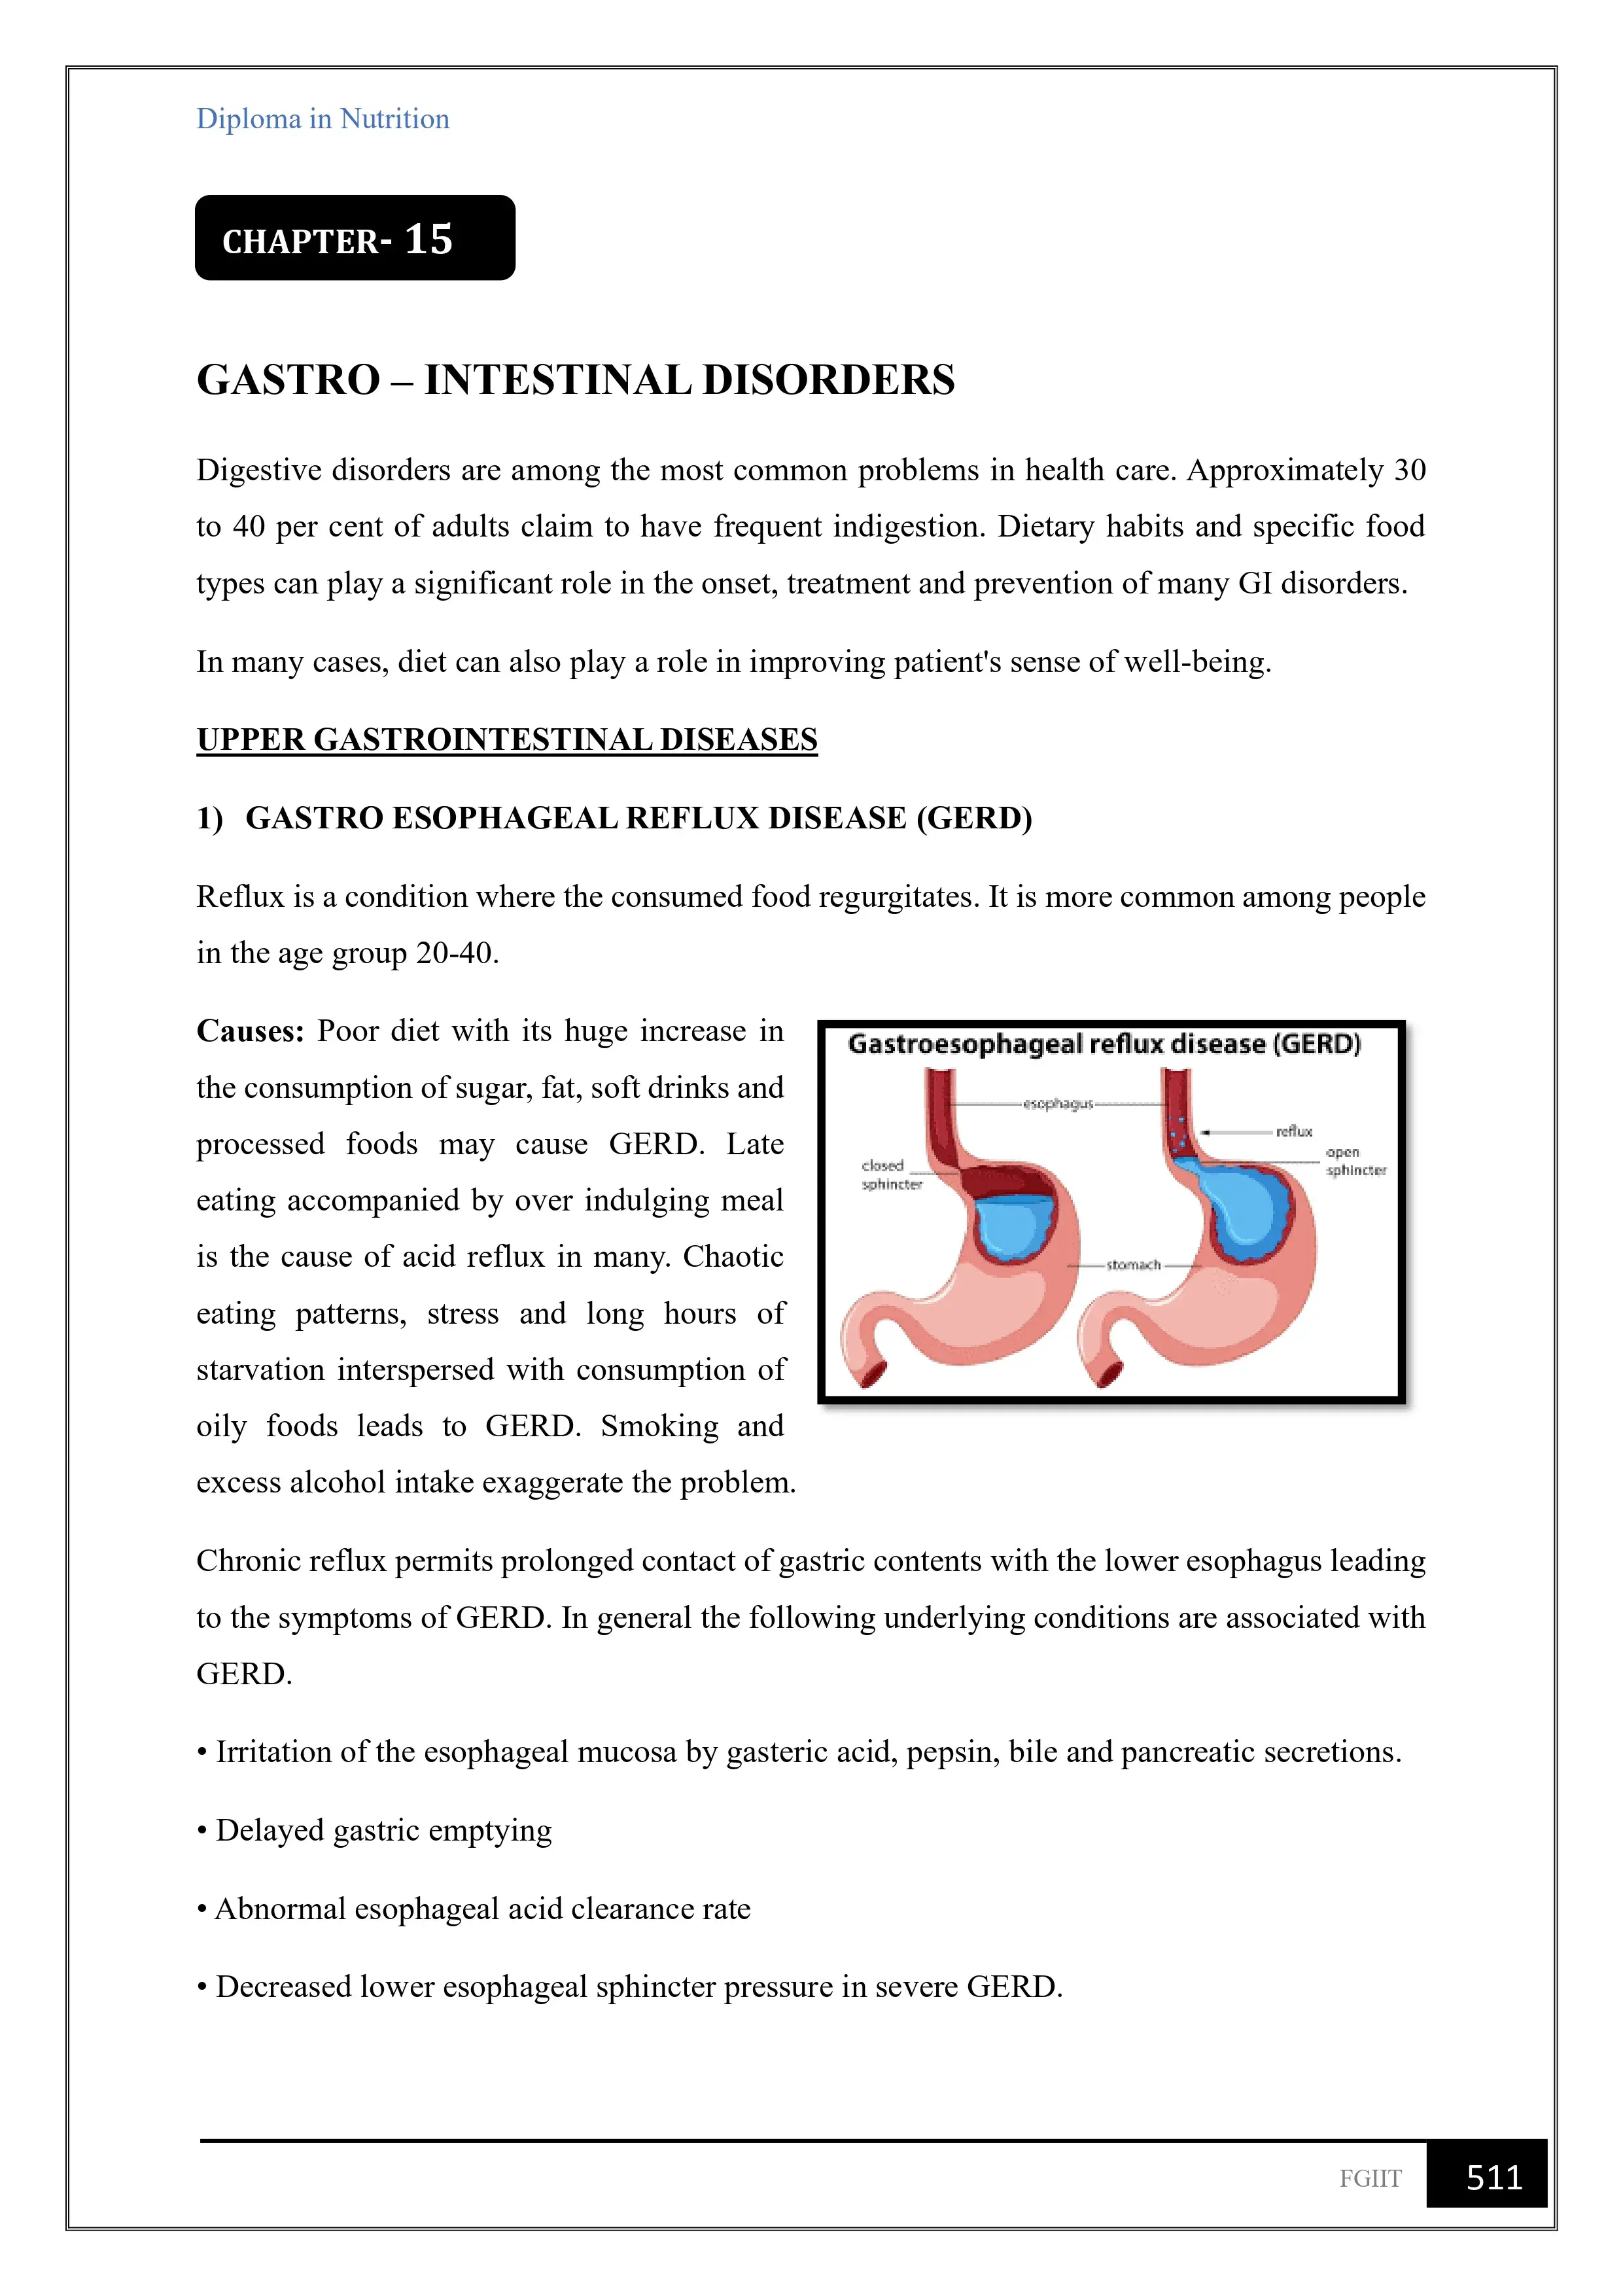 Diploma in Nutrition
CHAPTER- 15
GASTRO – INTESTINAL DISORDERS
Digestive disorders are among the most common problems in health care. Approximately 30
to 40 per cent of adults claim to have frequent indigestion. Dietary habits and specific food
types can play a significant role in the onset, treatment and prevention of many GI disorders.
In many cases, diet can also play a role in improving patient's sense of well-being.
UPPER GASTROINTESTINAL DISEASES
1) GASTRO ESOPHAGEAL REFLUX DISEASE (GERD)
Reflux is a condition where the consumed food regurgitates. It is more common among people
in the age group 20-40.
Causes: Poor diet with its huge increase in
the consumption of sugar, fat, soft drinks and
processed foods may cause GERD. Late
eating accompanied by over indulging meal
is the cause of acid reflux in many. Chaotic
eating patterns, stress and long hours of
starvation interspersed with consumption of
oily foods leads to GERD. Smoking and
excess alcohol intake exaggerate the problem.
Gastroesophageal reflux disease (GERD)
esophagus
reflux
open
sphincter
closed
sphincter
stomach
Chronic reflux permits prolonged contact of gastric contents with the lower esophagus leading
to the symptoms of GERD. In general the following underlying conditions are associated with
GERD.
• Irritation of the esophageal mucosa by gasteric acid, pepsin, bile and pancreatic secretions.
• Delayed gastric emptying
• Abnormal esophageal acid clearance rate
• Decreased lower esophageal sphincter pressure in severe GERD.
FGIIT
511